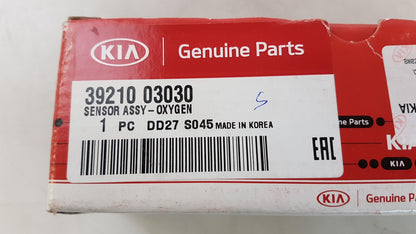 KIA Genuine Parts
39210 03030
SENSOR ASSY-OXYGEN
1 PC DD27 S045 MADE IN KOREA
5
EAC
Genuine Parts
KIA
KIA Genuine Parts